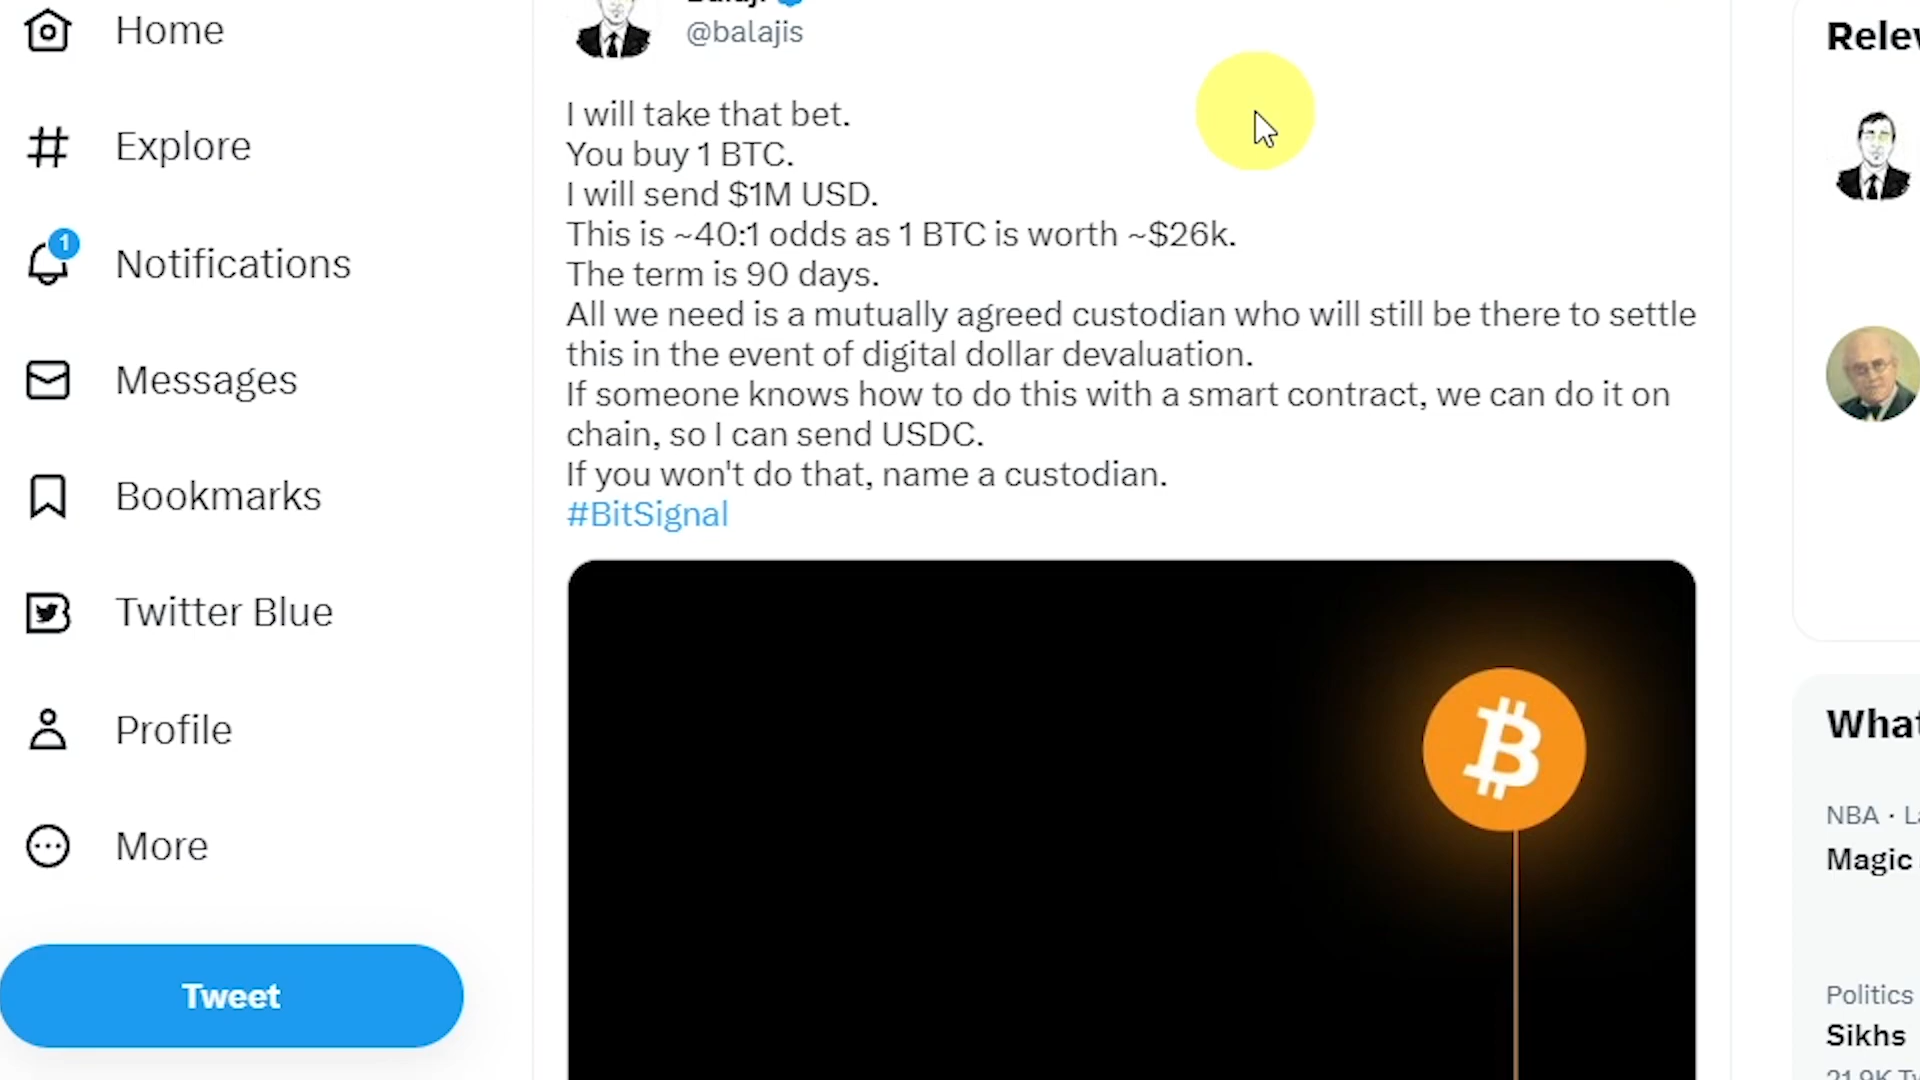 Home
Explore
1
Notifications
Messages
Bookmarks
Twitter Blue
Profile
More
Tweet
@balajis
I will take that bet.
You buy 1 BTC.
I will send $1M USD.
This is ~40:1 odds as 1 BTC is worth ~$26k.
The term is 90 days.
All we need is a mutually agreed custodian who will still be there to settle
this in the event of digital dollar devaluation.
If someone knows how to do this with a smart contract, we can do it on
chain, so I can send USDC.
If you won't do that, name a custodian.
#BitSignal
NBA ·
Magic
Politics
Sikhs